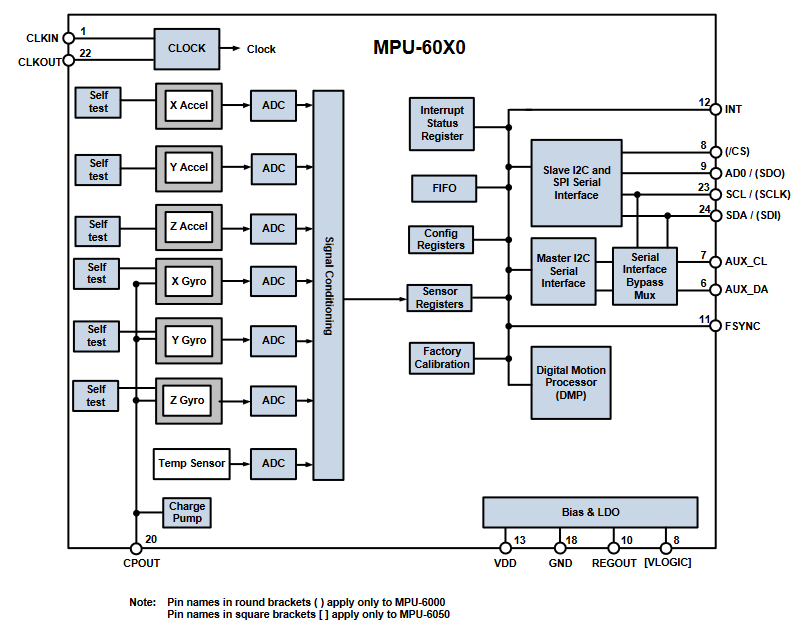 MPU-60X0
CLKIN
1
CLKOUT
22
CLOCK
Clock
Self
test
X Accel
ADC
Self
test
Y Accel
ADC
Self
test
Z Accel
ADC
Self
test
X Gyro
ADC
Self
test
Y Gyro
ADC
Self
test
Z Gyro
ADC
Temp Sensor
ADC
Signal Conditioning
Charge
Pump
20
CPOUT
Interrupt
Status
Register
FIFO
Config
Registers
Sensor
Registers
Factory
Calibration
Slave I2C and
SPI Serial
Interface
Master I2C
Serial
Interface
Serial
Interface
Bypass
Mux
Digital Motion
Processor
(DMP)
12
INT
8
(/CS)
9
AD0 / (SDO)
23
SCL / (SCLK)
24
SDA / (SDI)
7
AUX_CL
6
AUX_DA
11
FSYNC
Bias & LDO
13
VDD
18
GND
10
REGOUT
8
[VLOGIC]
Note: Pin names in round brackets ( ) apply only to MPU-6000
Pin names in square brackets [ ] apply only to MPU-6050